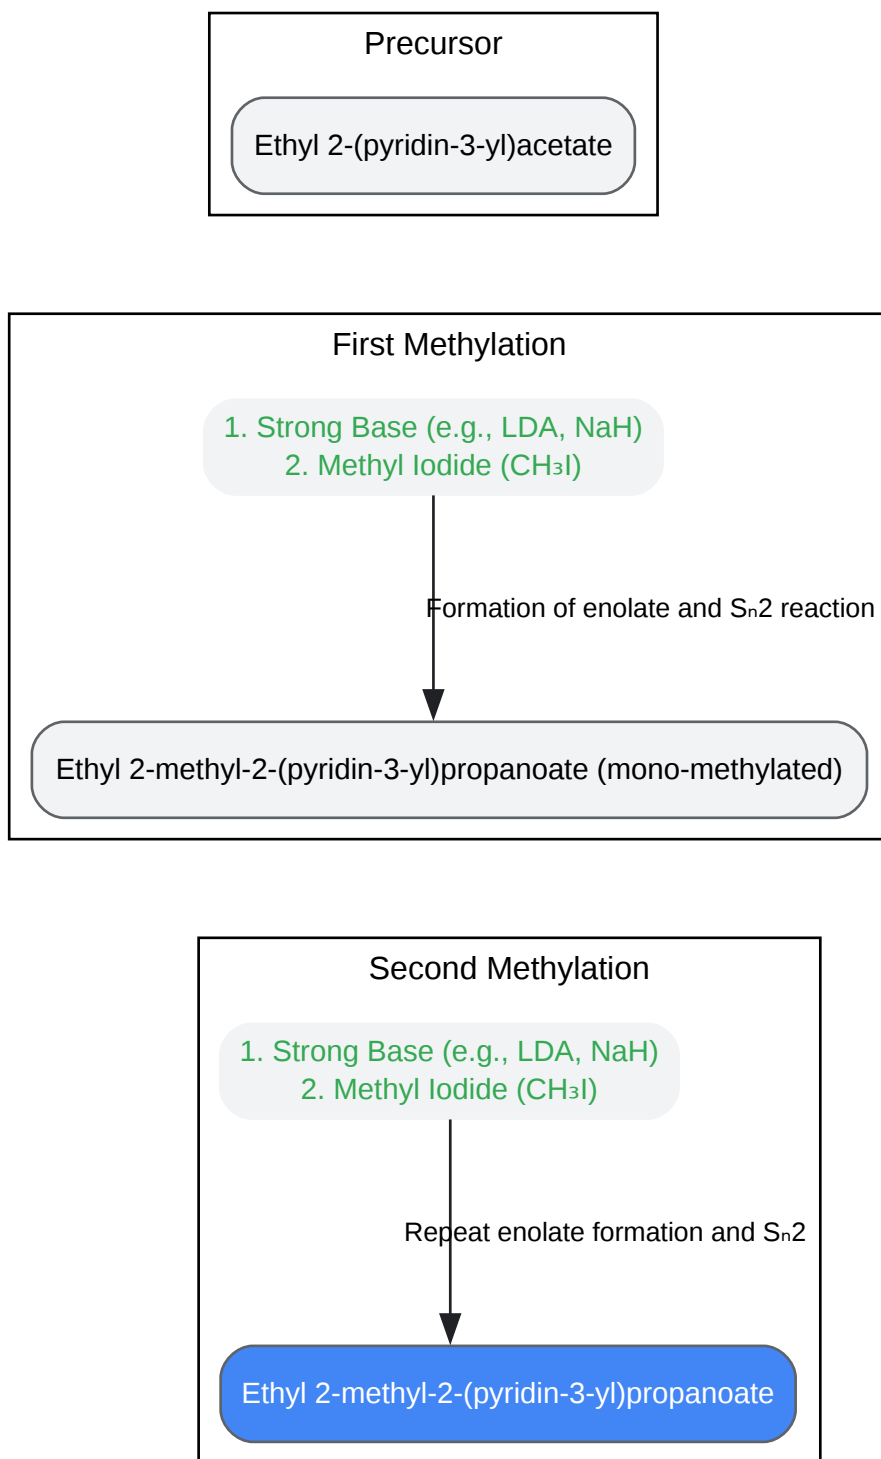 Precursor
Ethyl 2-(pyridin-3-yl)acetate
First Methylation
1. Strong Base (e.g., LDA, NaH)
2. Methyl Iodide (CH₃I)
Formation of enolate and Sₙ2 reaction
Ethyl 2-methyl-2-(pyridin-3-yl)propanoate (mono-methylated)
Second Methylation
1. Strong Base (e.g., LDA, NaH)
2. Methyl Iodide (CH₃I)
Repeat enolate formation and Sₙ2
Ethyl 2-methyl-2-(pyridin-3-yl)propanoate